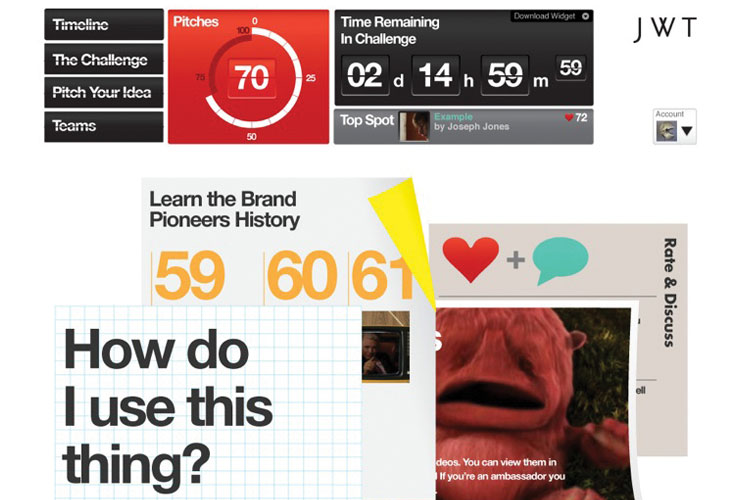 Timeline
The Challenge
Pitch Your Idea
Teams
Pitches
0
25
50
75
100
70
Download Widget
Time Remaining
In Challenge
02 d 14 h 59 m 59
Top Spot
Example
by Joseph Jones
72
JWT
Account
Learn the Brand
Pioneers History
59 60 61
Rate & Discuss
+
How do
I use this
thing?
s
u
ell
deos. You can view them in
If you're an ambassador you